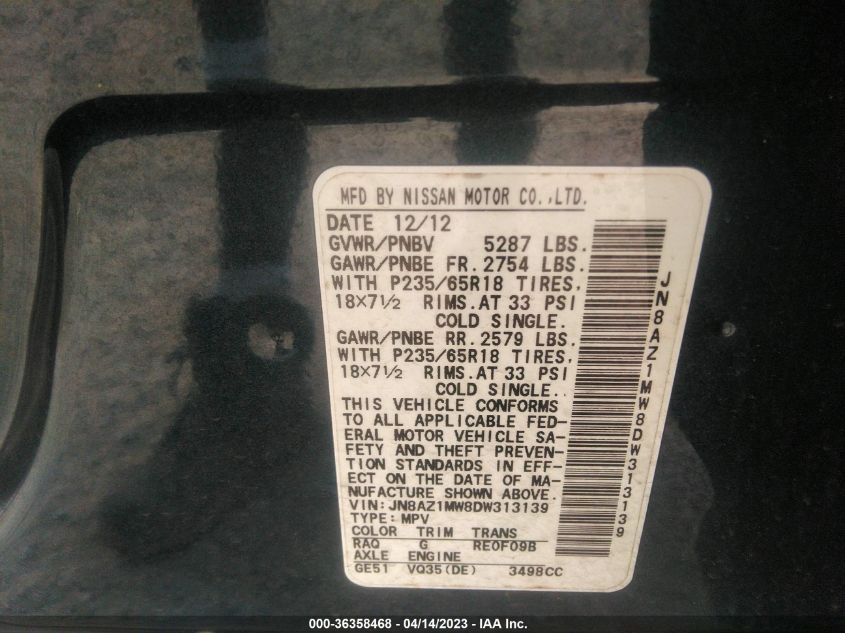 MFD BY NISSAN MOTOR CO.,LTD.
DATE 12/12
GVWR/PNBV 5287 LBS.
GAWR/PNBE FR. 2754 LBS.
WITH P235/65R18 TIRES.
18×7½ RIMS.AT 33 PSI
COLD SINGLE.
GAWR/PNBE RR. 2579 LBS.
WITH P235/65R18 TIRES.
18×7½ RIMS.AT 33 PSI
COLD SINGLE.
THIS VEHICLE CONFORMS
TO ALL APPLICABLE FED-
ERAL MOTOR VEHICLE SA-
FETY AND THEFT PREVEN-
TION STANDARDS IN EFF-
ECT ON THE DATE OF MA-
NUFACTURE SHOWN ABOVE.
VIN:JN8AZ1MW8DW313139
TYPE:MPV
COLOR TRIM TRANS
RAQ G RE0F09B
AXLE ENGINE
GE51 VQ35(DE) 3498CC
JN8AZ1MW8DW313139
000-36358468 - 04/14/2023 - IAA Inc.